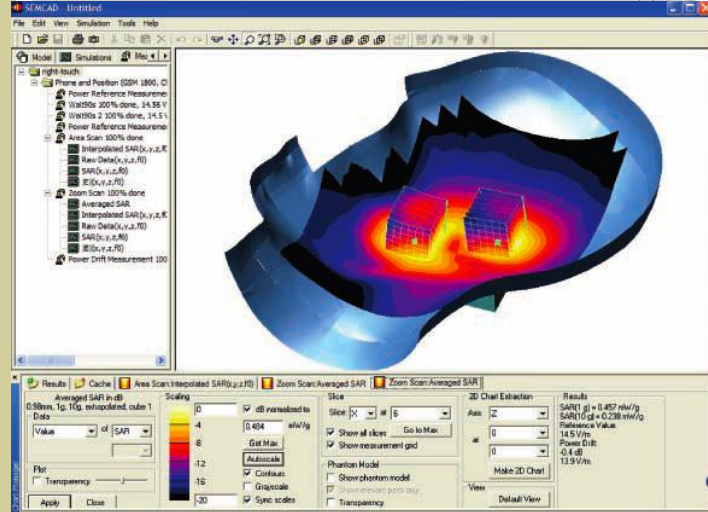 SEMCAD - Untitled
File Edit View Simulation Tools Help
Model Simulations
right-touch
Phone and Position (GSM 1800, C
Power Reference Measureme
Wait90s 100% done, 14.56 V
Wait90s 2 100% done, 14.5 V
Power Reference Measureme
Area Scan 100% done
Interpolated SAR(x,y,z,f
Raw Data(x,y,z,f0)
SAR(x,y,z,f0)
|E|(x,y,z,f0)
Zoom Scan 100% done
Averaged SAR
Interpolated SAR(x,y,z,f
Raw Data(x,y,z,f0)
SAR(x,y,z,f0)
|E|(x,y,z,f0)
Power Drift Measurement 100
Results Cache Area Scan:Interpolated SAR(x,y,z,f0) Zoom Scan:Averaged SAR Zoom Scan:Averaged SAR
Averaged SAR in dB
0.98mm, 1g, 10g, extrapolated, cube 1
Data
Value of SAR
Plot
Transparency
Apply Close
Scaling
0
-4
-8
-12
-16
-20
0
dB normalized to
0.484 mW/g
Get Max
Autoscale
Contours
Grayscale
Sync scales
-20
Slice
Slice: X at 6
Show all slices Go to Max
Show measurement grid
Phantom Model
Show phantom model
Show relevant parts only
Transparency
2D Chart Extraction
Axis Z
0
at
0
Make 2D Chart
View
Default View
Results
SAR(1 g) = 0.457 mW/g
SAR(10 g) = 0.238 mW/g
Reference Value:
14.5 V/m
Power Drift:
-0.4 dB
13.9 V/m
Chart Manager